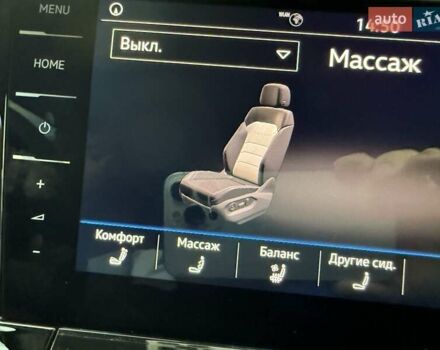 MENU
14:50
auto RIA
Выкл.
Массаж
HOME
+
-
Комфорт
Массаж
Баланс
Другие сид.